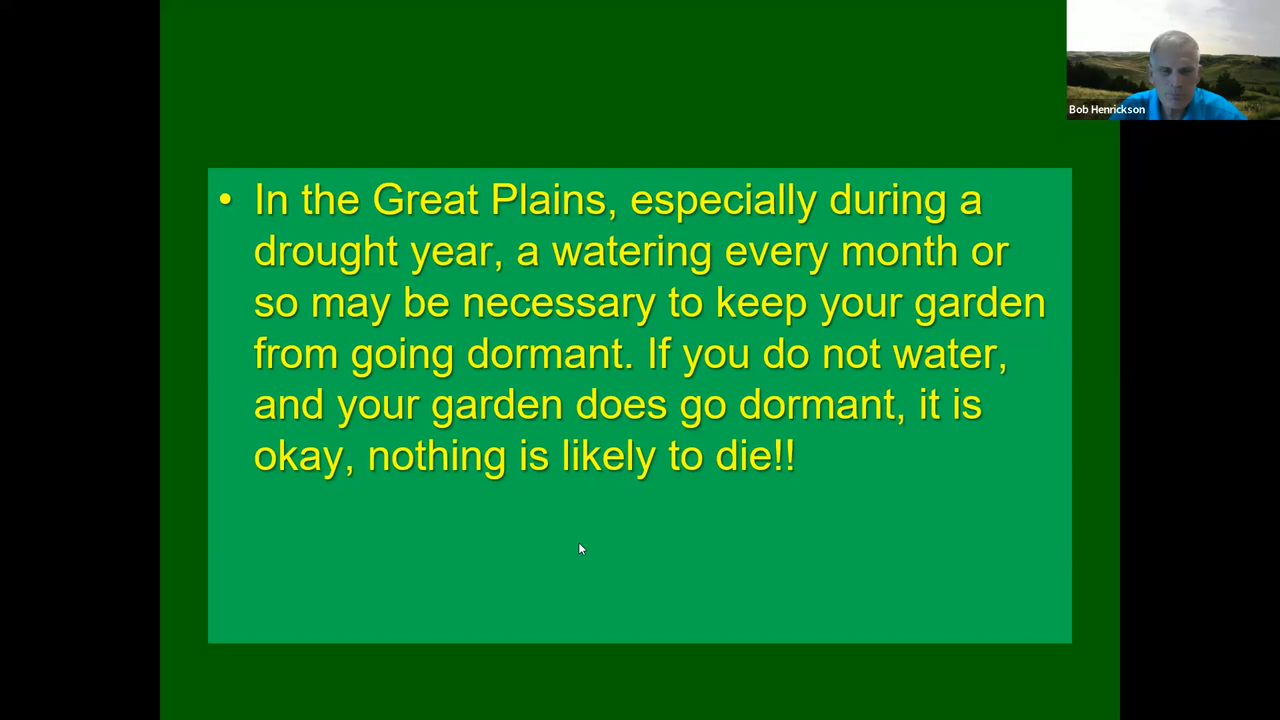 Bob Henrickson
• In the Great Plains, especially during a
drought year, a watering every month or
so may be necessary to keep your garden
from going dormant. If you do not water,
and your garden does go dormant, it is
okay, nothing is likely to die!!